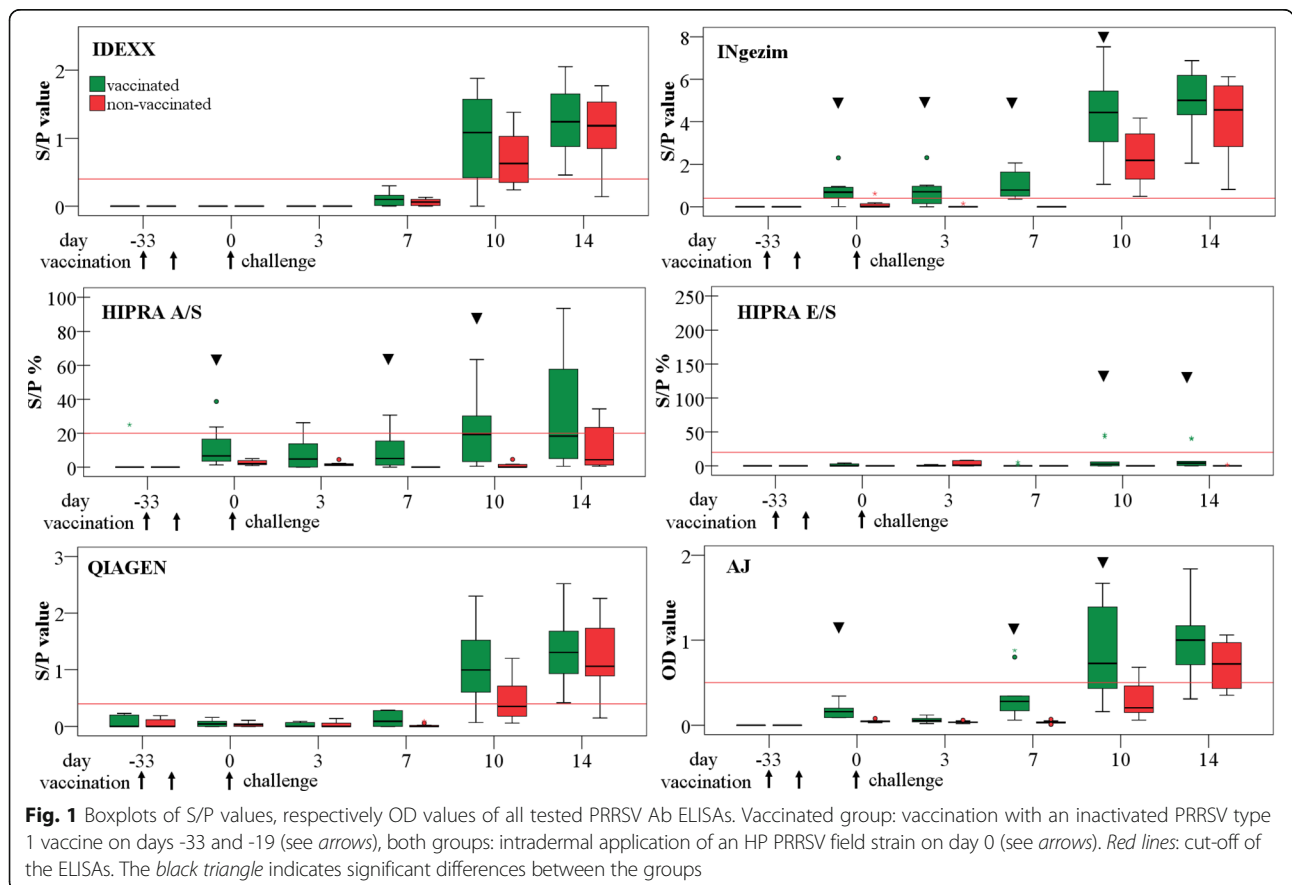 IDEXX
vaccinated
non-vaccinated
S/P value
2
1
0
day -33 0 3 7 10 14
vaccination challenge
INgezim
S/P value
8
6
4
2
0
day -33 0 3 7 10 14
vaccination challenge
HIPRA A/S
S/P %
100
80
60
40
20
0
day -33 0 3 7 10 14
vaccination challenge
HIPRA E/S
S/P %
250
200
150
100
50
0
day -33 0 3 7 10 14
vaccination challenge
QIAGEN
S/P value
3
2
1
0
day -33 0 3 7 10 14
vaccination challenge
AJ
OD value
2
1
0
day -33 0 3 7 10 14
vaccination challenge
Fig. 1 Boxplots of S/P values, respectively OD values of all tested PRRSV Ab ELISAs. Vaccinated group: vaccination with an inactivated PRRSV type
1 vaccine on days -33 and -19 (see arrows), both groups: intradermal application of an HP PRRSV field strain on day 0 (see arrows). Red lines: cut-off of
the ELISAs. The black triangle indicates significant differences between the groups